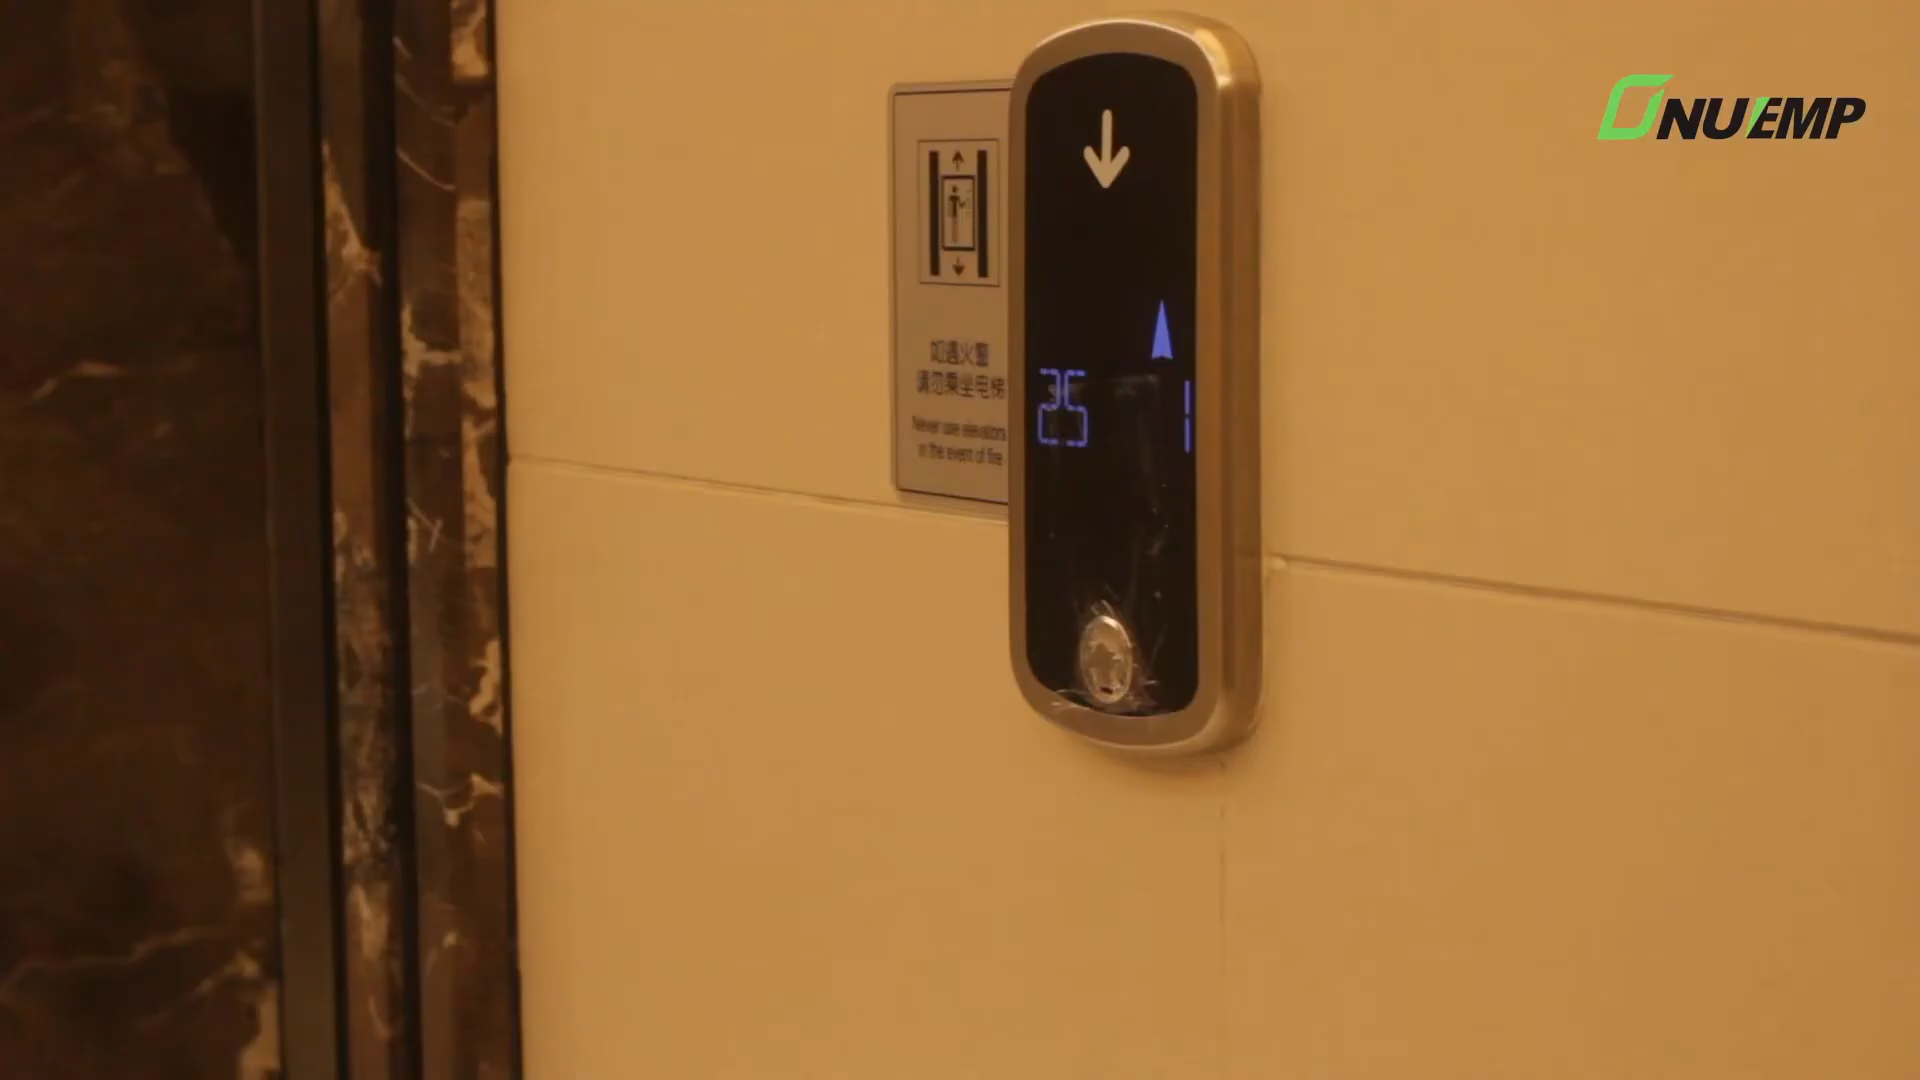 ONUEMP
如遇火警
请勿乘坐电梯
Never use elevators
in the event of fire
25
1